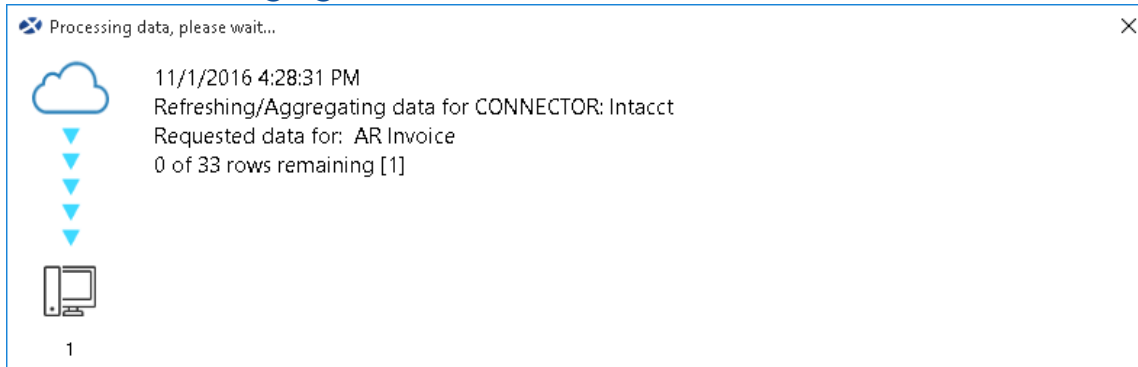 Processing data, please wait...
11/1/2016 4:28:31 PM
Refreshing/Aggregating data for CONNECTOR: Intacct
Requested data for:  AR Invoice
0 of 33 rows remaining [1]
1